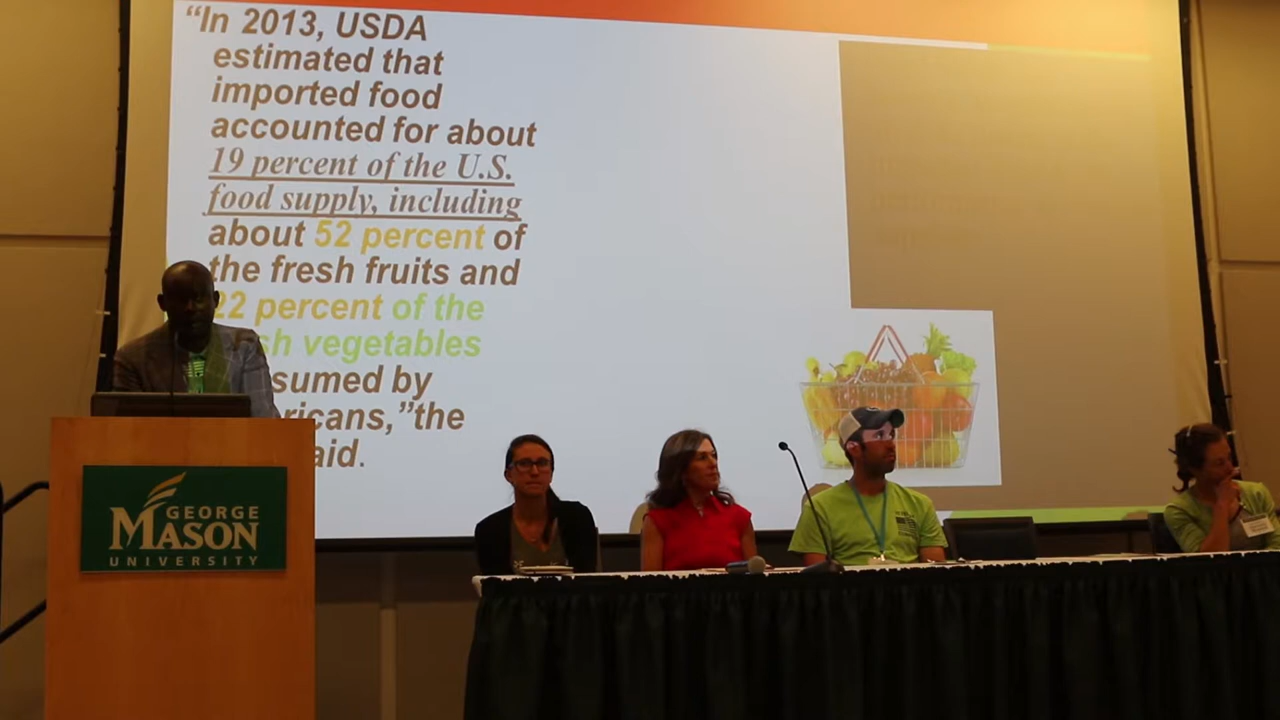 “In 2013, USDA
estimated that
imported food
accounted for about
19 percent of the U.S.
food supply, including
about 52 percent of
the fresh fruits and
22 percent of the
vegetables
by
”the
GEORGE
MASON
UNIVERSITY